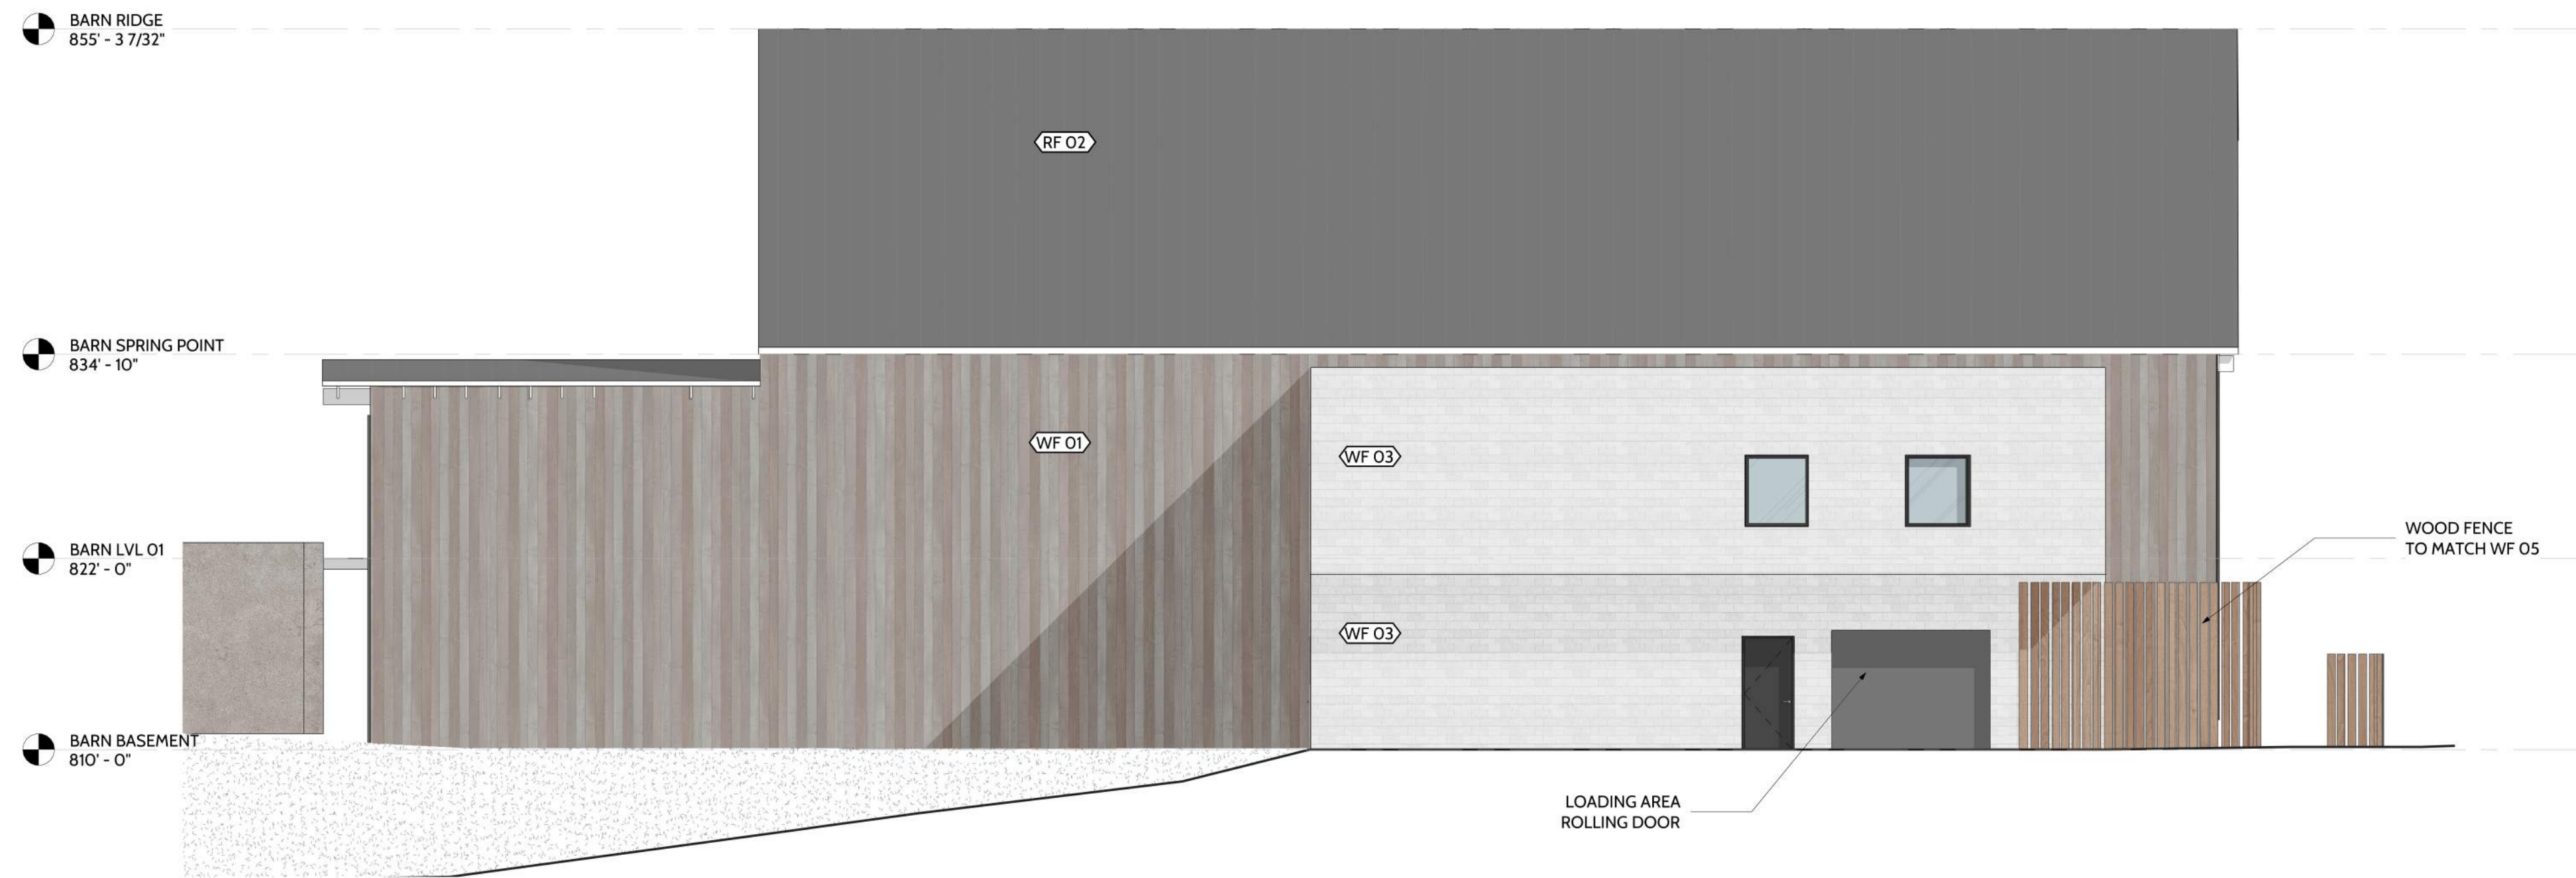 BARN RIDGE
855' - 3 7/32"
RF 02
BARN SPRING POINT
834' - 10"
WF 01
WF 03
WOOD FENCE
TO MATCH WF 05
BARN LVL 01
822' - 0"
WF 03
BARN BASEMENT
810' - 0"
LOADING AREA
ROLLING DOOR